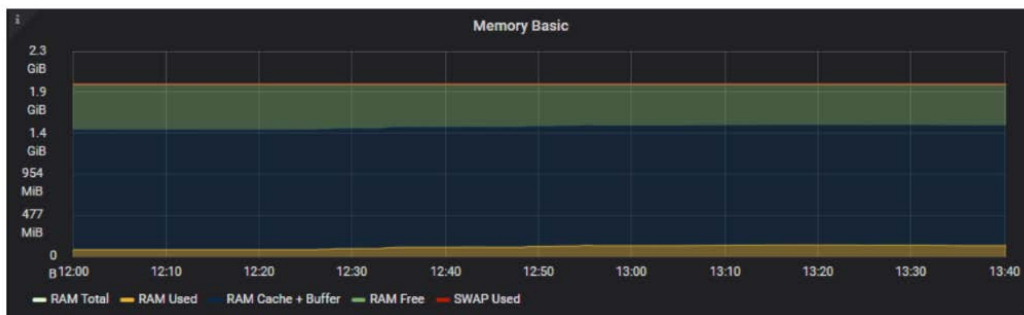 i
Memory Basic
2.3
GiB
1.9
GiB
1.4
GiB
954
MiB
477
MiB
0
B
12:00 12:10 12:20 12:30 12:40 12:50 13:00 13:10 13:20 13:30 13:40
RAM Total RAM Used RAM Cache + Buffer RAM Free SWAP Used